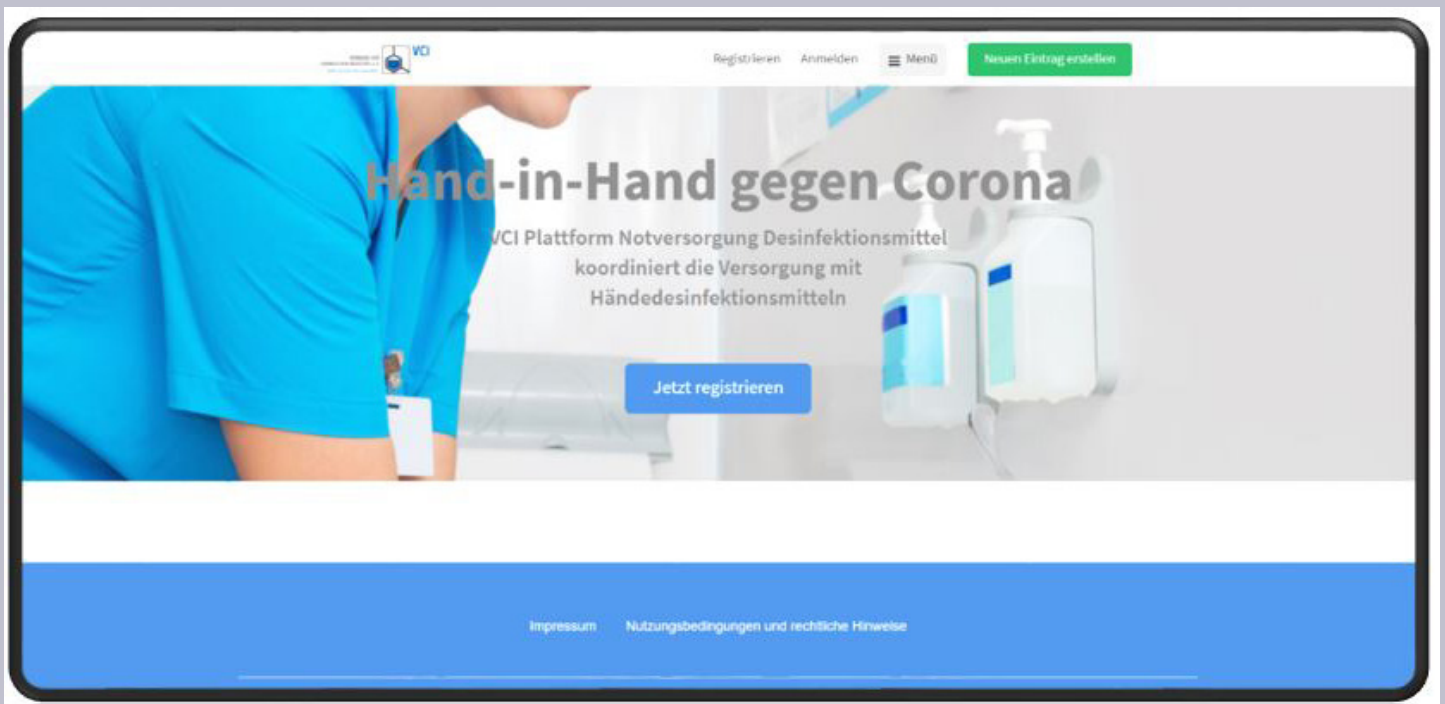 VCI
Registrieren Anmelden Menü Neuen Eintrag erstellen
Hand-in-Hand gegen Corona
VCI Plattform Notversorgung Desinfektionsmittel
koordiniert die Versorgung mit
Händedesinfektionsmitteln
Jetzt registrieren
Impressum Nutzungsbedingungen und rechtliche Hinweise